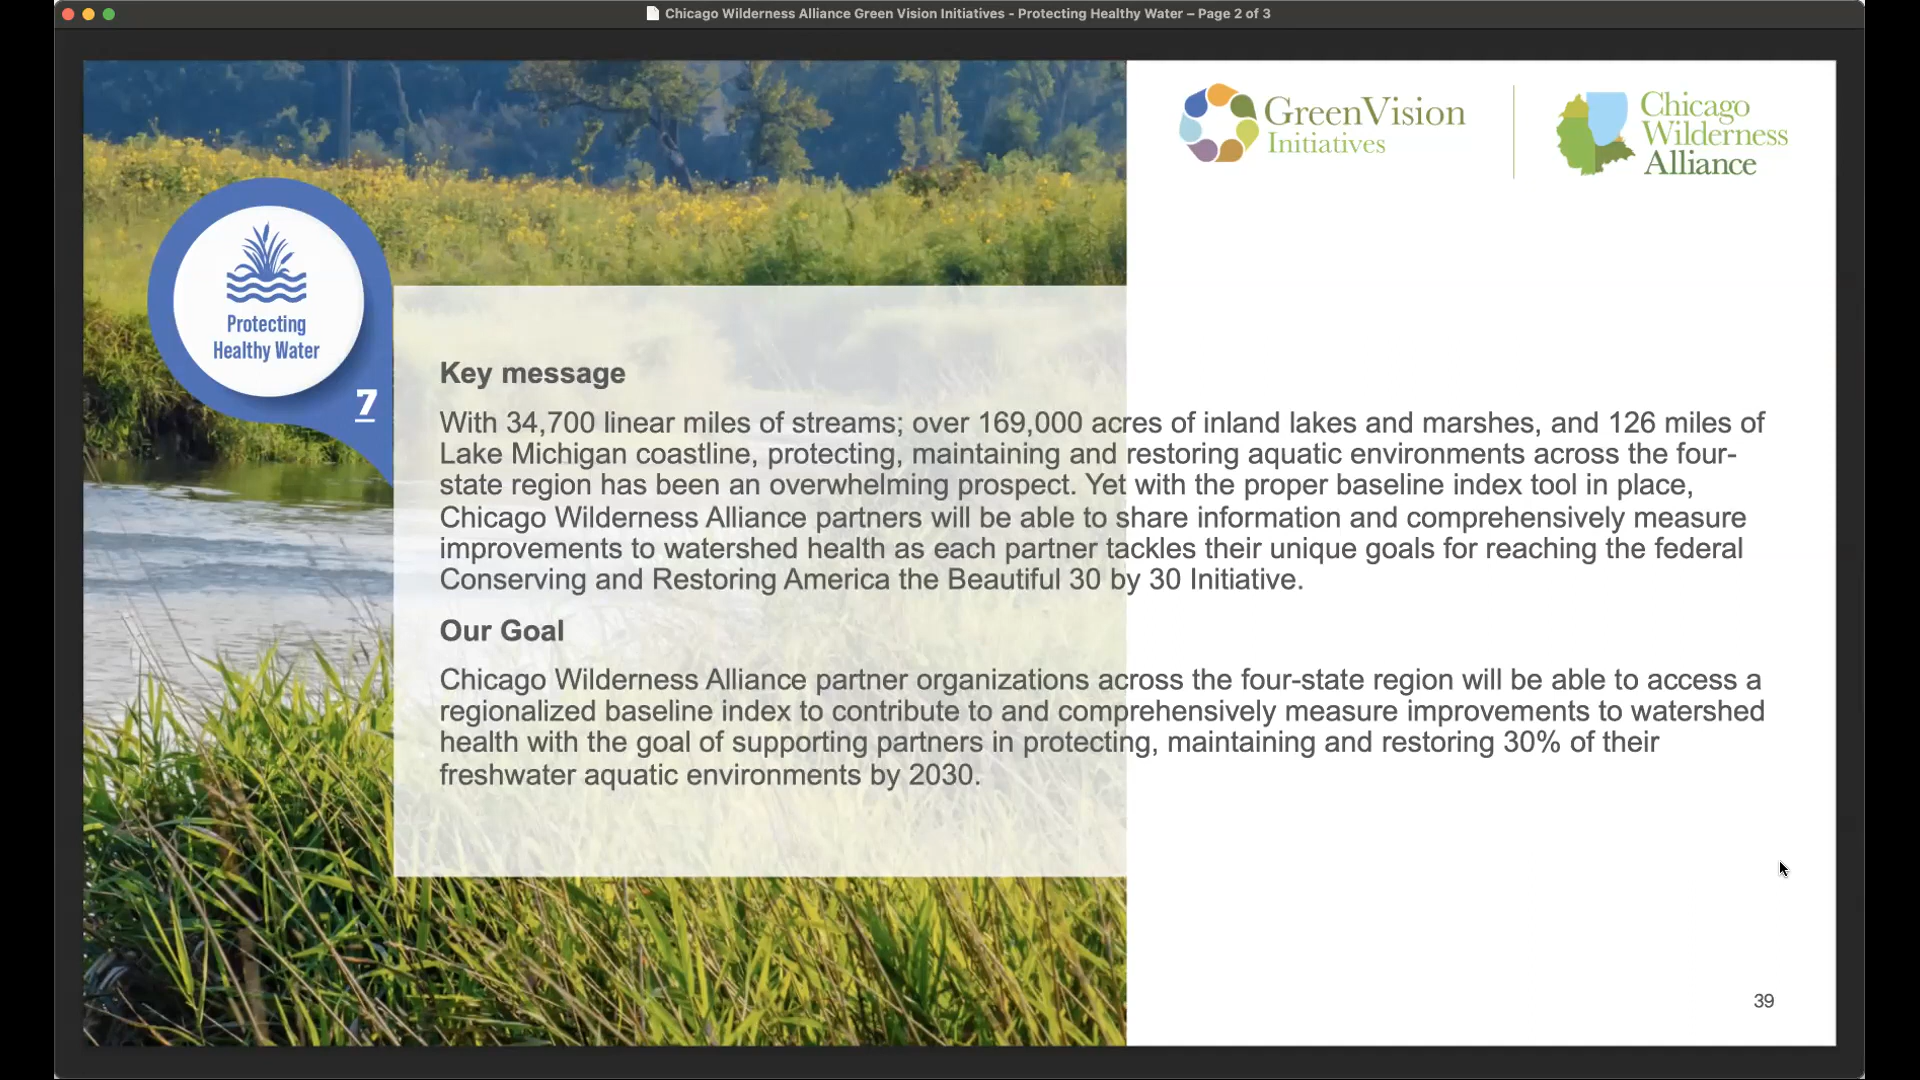 Chicago Wilderness Alliance Green Vision Initiatives - Protecting Healthy Water – Page 2 of 3
GreenVision
Initiatives
Chicago
Wilderness
Alliance
Protecting
Healthy Water
7
Key message
With 34,700 linear miles of streams; over 169,000 acres of inland lakes and marshes, and 126 miles of
Lake Michigan coastline, protecting, maintaining and restoring aquatic environments across the four-
state region has been an overwhelming prospect. Yet with the proper baseline index tool in place,
Chicago Wilderness Alliance partners will be able to share information and comprehensively measure
improvements to watershed health as each partner tackles their unique goals for reaching the federal
Conserving and Restoring America the Beautiful 30 by 30 Initiative.
Our Goal
Chicago Wilderness Alliance partner organizations across the four-state region will be able to access a
regionalized baseline index to contribute to and comprehensively measure improvements to watershed
health with the goal of supporting partners in protecting, maintaining and restoring 30% of their
freshwater aquatic environments by 2030.
39